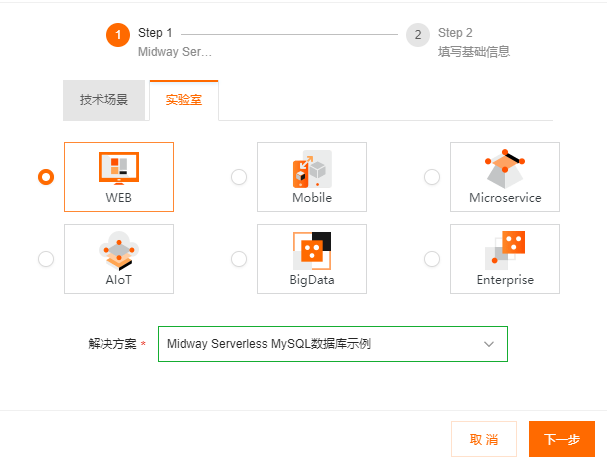 1 Step 1
Midway Ser...
2 Step 2
填写基础信息
技术场景 实验室
WEB Mobile Microservice
AIoT BigData Enterprise
解决方案 * Midway Serverless MySQL数据库示例
取 消 下一步